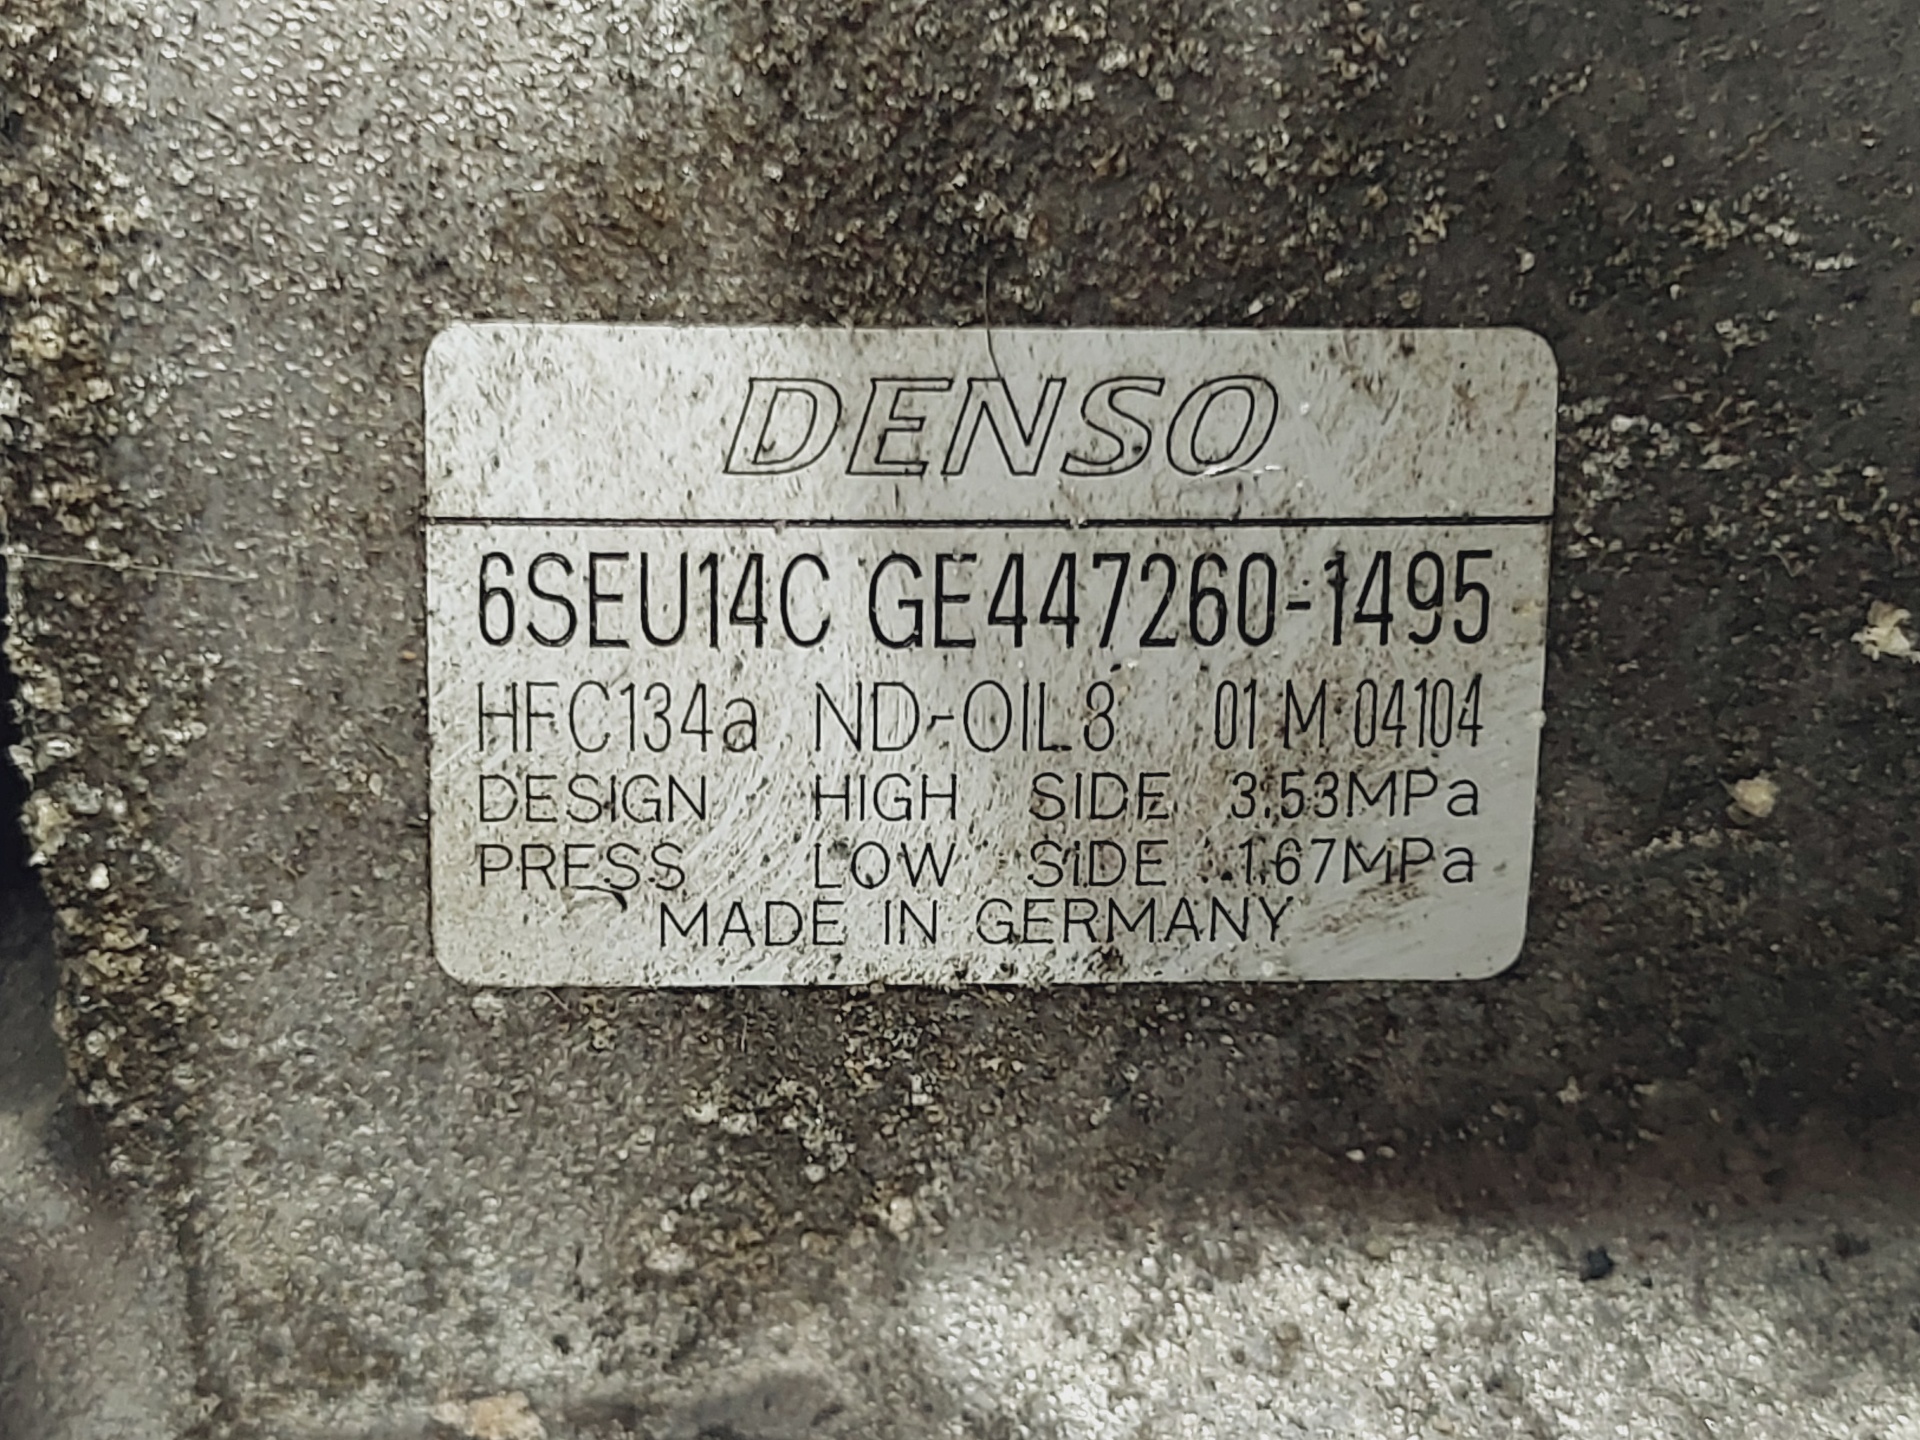 DENSO
6SEU14C GE447260-1495
HFC134a ND-OIL8 01 M 04104
DESIGN HIGH SIDE 3.53MPa
PRESS LOW SIDE 1.67MPa
MADE IN GERMANY